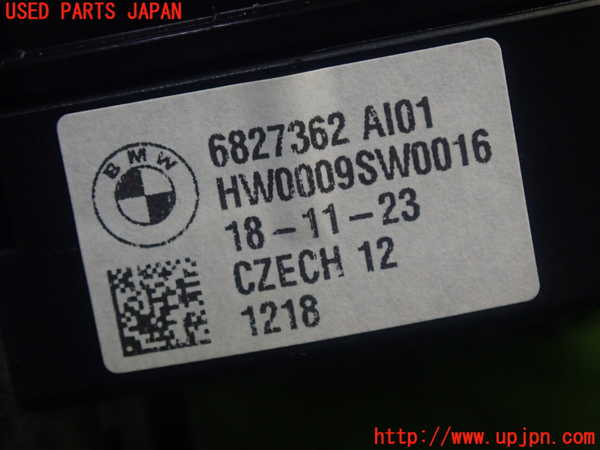 USED PARTS JAPAN
BMW
6827362 AI01
HW0009SW0016
18-11-23
CZECH 12
1218
http://www.upjpn.com/